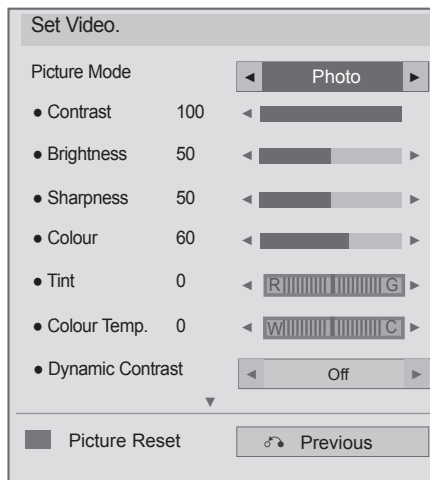 Set Video.
Picture Mode ◄ Photo ►
● Contrast 100 ◄
● Brightness 50 ◄ ►
● Sharpness 50 ◄ ►
● Colour 60 ◄ ►
● Tint 0 ◄ R G ►
● Colour Temp. 0 ◄ W C ►
● Dynamic Contrast ◄ Off ►
▼
Picture Reset Previous